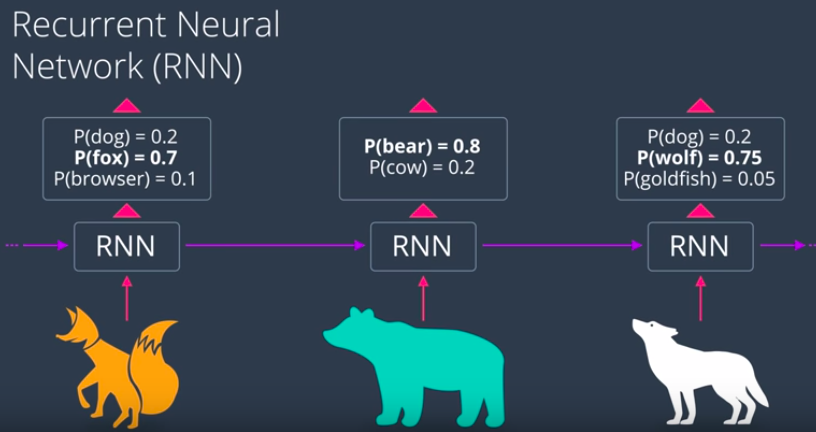 Recurrent Neural
Network (RNN)
P(dog) = 0.2
P(fox) = 0.7
P(browser) = 0.1
P(bear) = 0.8
P(cow) = 0.2
P(dog) = 0.2
P(wolf) = 0.75
P(goldfish) = 0.05
RNN
RNN
RNN